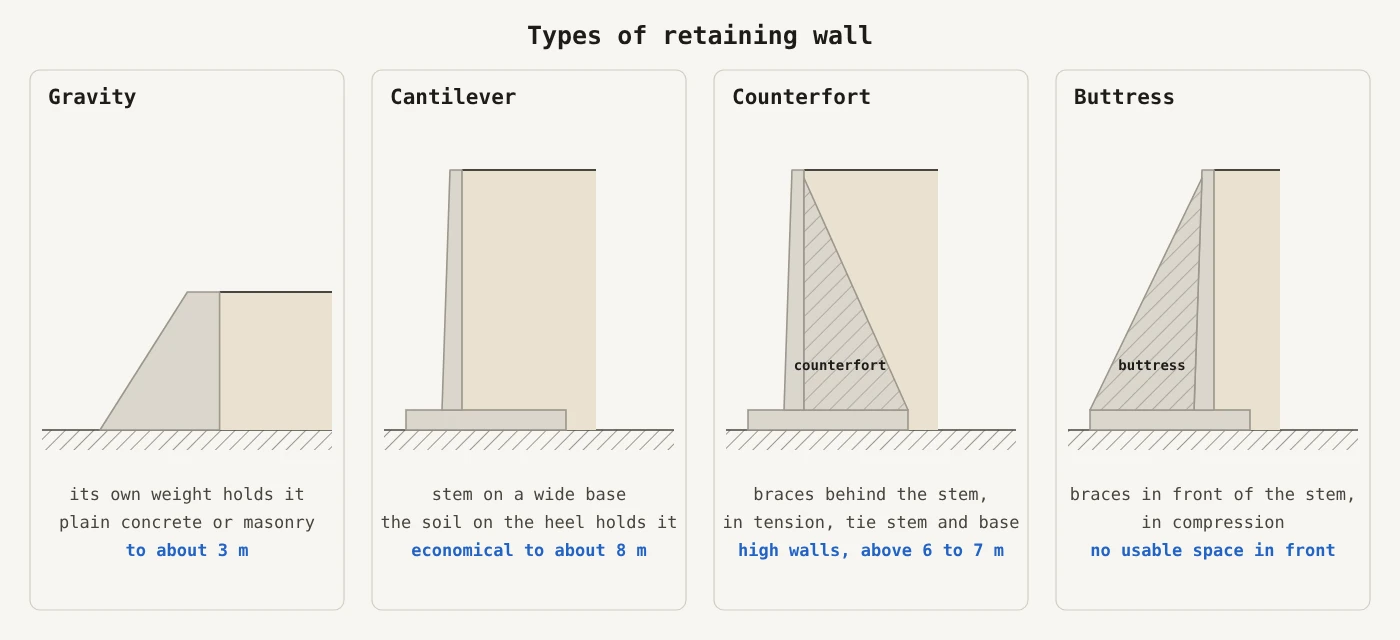 Types of retaining wall
Gravity
its own weight holds it
plain concrete or masonry
to about 3 m
Cantilever
stem on a wide base
the soil on the heel holds it
economical to about 8 m
Counterfort
counterfort
braces behind the stem,
in tension, tie stem and base
high walls, above 6 to 7 m
Buttress
buttress
braces in front of the stem,
in compression
no usable space in front